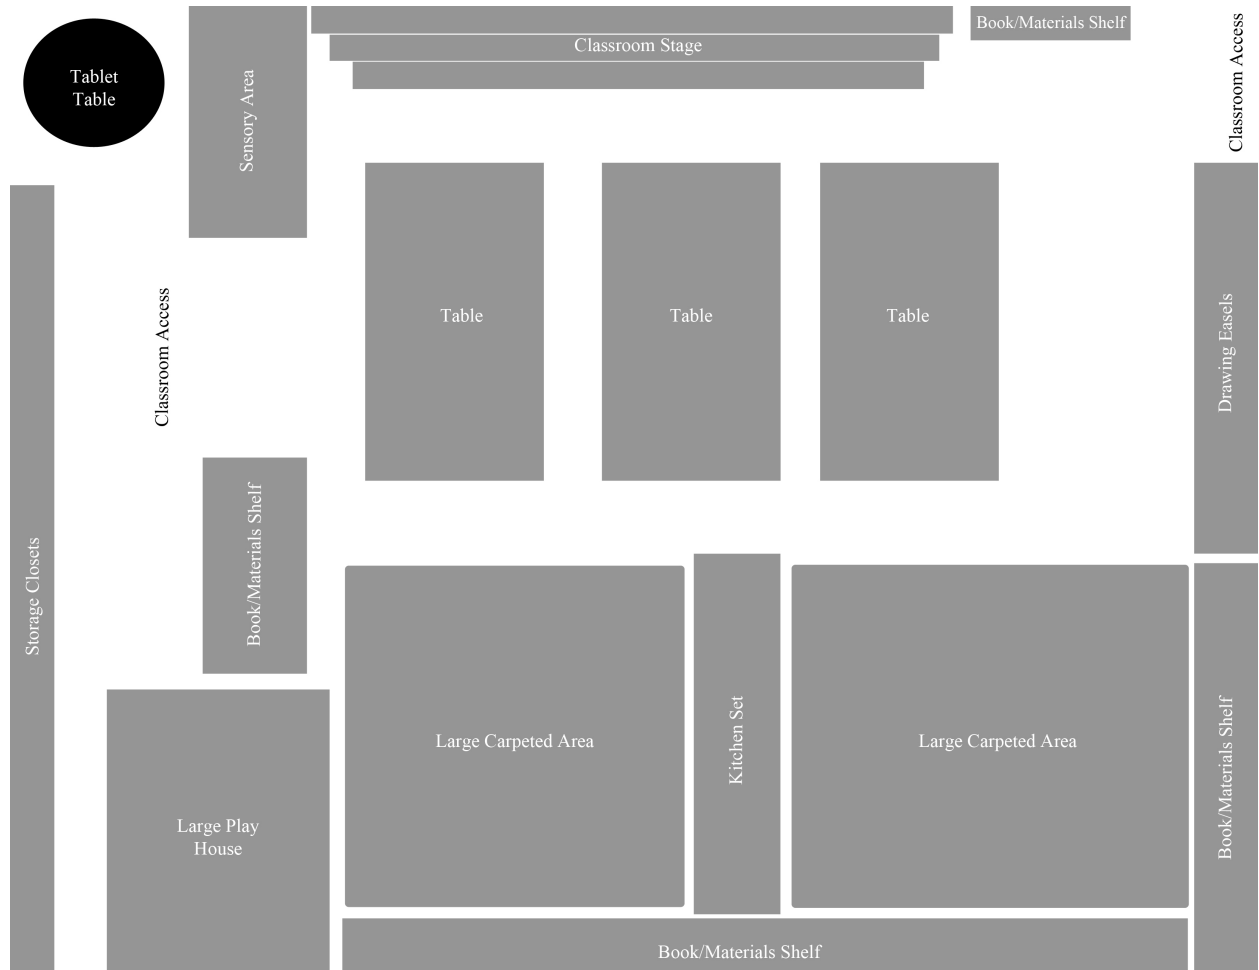 Book/Materials Shelf
Classroom Stage
Tablet
Table
Sensory Area
Classroom Access
Table
Table
Table
Drawing Easels
Classroom Access
Book/Materials Shelf
Storage Closets
Large Carpeted Area
Kitchen Set
Large Carpeted Area
Book/Materials Shelf
Large Play
House
Book/Materials Shelf